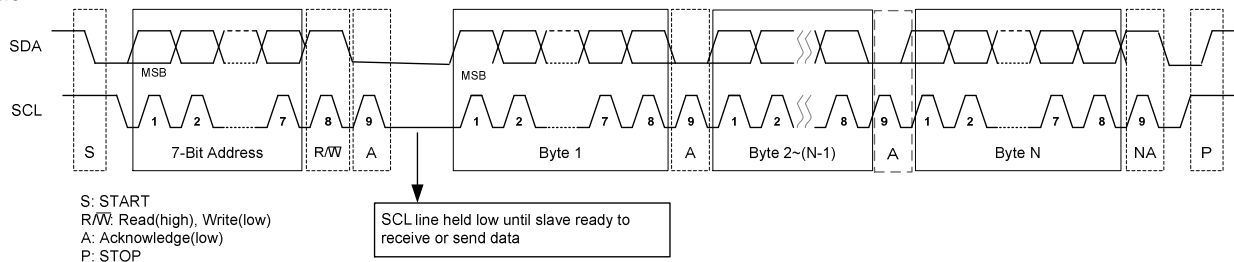 SDA
MSB
MSB
SCL
1 2 7 8 9 1 2 7 8 9 1 2 8 9 1 2 7 8 9
S 7-Bit Address R/W̅ A Byte 1 A Byte 2~(N-1) A Byte N NA P
S: START
R/W̅: Read(high), Write(low)
A: Acknowledge(low)
P: STOP
SCL line held low until slave ready to
receive or send data